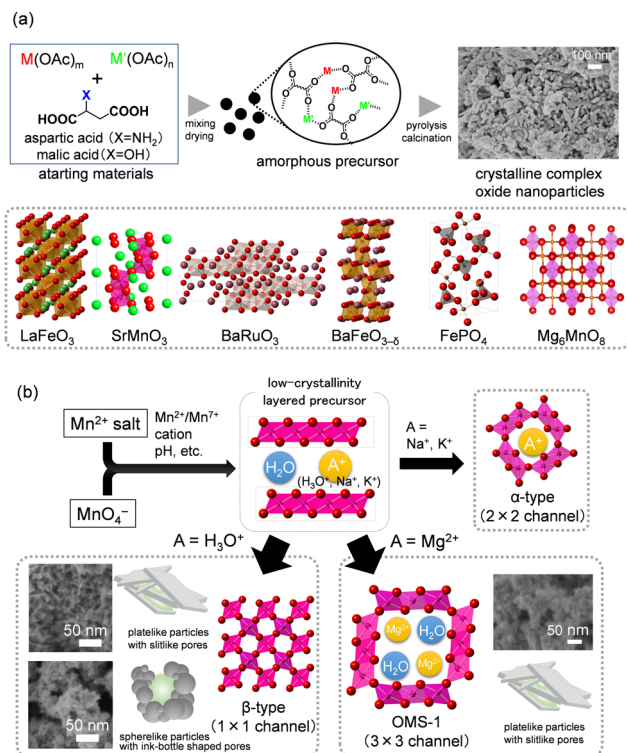 (a)
M(OAc)m M'(OAc)n
+
X
HOOC COOH
aspartic acid (X=NH₂)
malic acid(X=OH)
atarting materials
mixing
drying
M O O O O M
M' M' M
amorphous precursor
pyrolysis
calcination
100 nm
crystalline complex
oxide nanoparticles
LaFeO₃ SrMnO₃ BaRuO₃ BaFeO₃₋δ FePO₄ Mg₆MnO₈
(b)
Mn²⁺ salt
MnO₄⁻
Mn²⁺/Mn⁷⁺
cation
pH, etc.
low-crystallinity
layered precursor
H₂O A⁺
(H₃O⁺, Na⁺, K⁺)
A =
Na⁺, K⁺
A⁺
α-type
(2×2 channel)
A = H₃O⁺
A = Mg²⁺
50 nm
platelike particles
with slitlike pores
50 nm
spherelike particles
with ink-bottle shaped pores
β-type
(1×1 channel)
Mg²⁺ H₂O
H₂O Mg²⁺
OMS-1
(3×3 channel)
50 nm
platelike particles
with slitlike pores